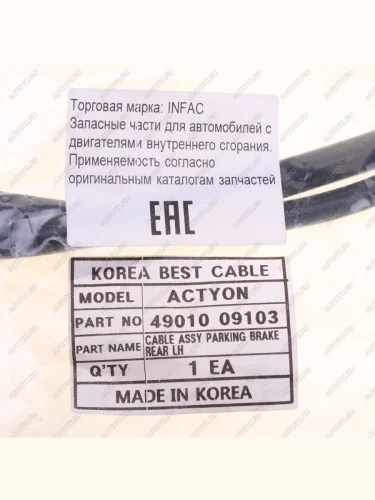 Торговая марка: INFAC
Запасные части для автомобилей с
двигателями внутреннего сгорания.
Применяемость согласно
оригинальным каталогам запчастей
EAC
KOREA BEST CABLE
MODEL ACTYON
PART NO 49010 09103
PART NAME CABLE ASSY PARKING BRAKE
REAR LH
Q'TY 1 EA
MADE IN KOREA